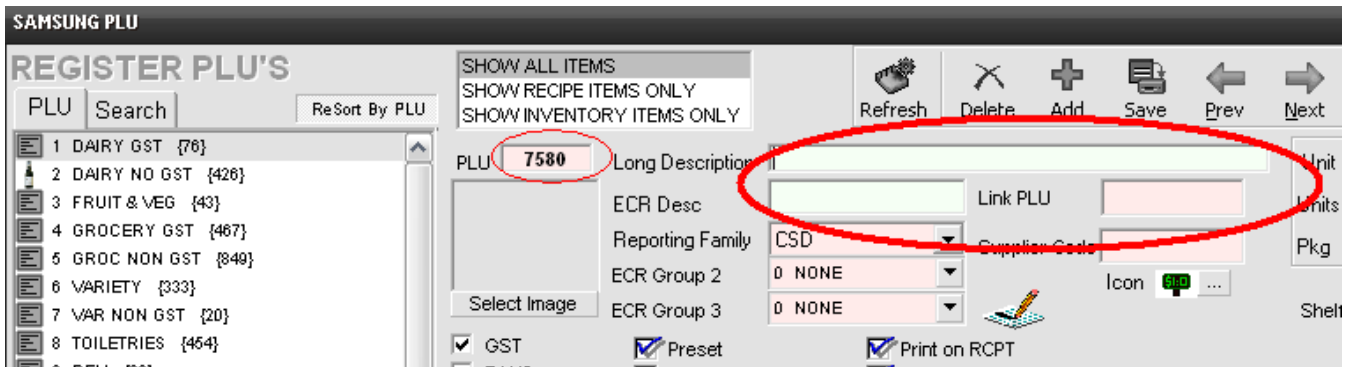 SAMSUNG PLU
REGISTER PLU'S
PLU Search ReSort By PLU
1 DAIRY GST {76}
2 DAIRY NO GST {426}
3 FRUIT & VEG {43}
4 GROCERY GST {467}
5 GROC NON GST {849}
6 VARIETY {333}
7 VAR NON GST {20}
8 TOILETRIES {454}
SHOW ALL ITEMS
SHOW RECIPE ITEMS ONLY
SHOW INVENTORY ITEMS ONLY
Refresh Delete Add Save Prev Next
PLU 7580 Long Description Unit
ECR Desc Link PLU Units
Reporting Family CSD Supplier Code Pkg
ECR Group 2 0 NONE Icon $1:0 ...
Select Image ECR Group 3 0 NONE Shelf
GST Preset Print on RCPT